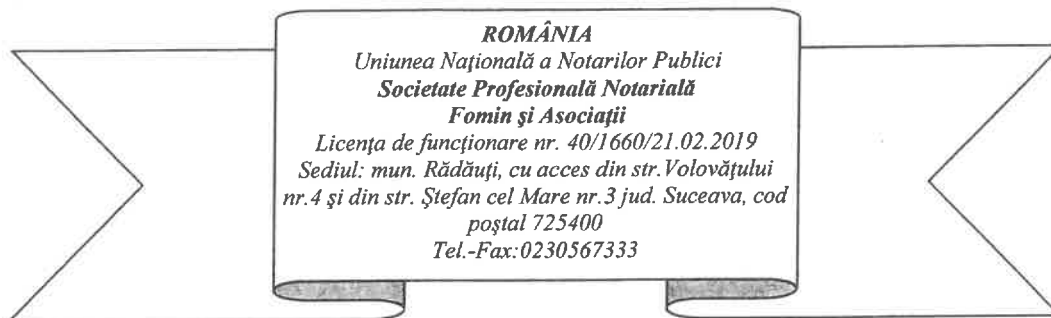 ROMÂNIA
Uniunea Naţională a Notarilor Publici
Societate Profesională Notarială
Fomin şi Asociaţii
Licenţa de funcţionare nr. 40/1660/21.02.2019
Sediul: mun. Rădăuţi, cu acces din str.Volovăţului
nr.4 şi din str. Ştefan cel Mare nr.3 jud. Suceava, cod
poştal 725400
Tel.-Fax:0230567333